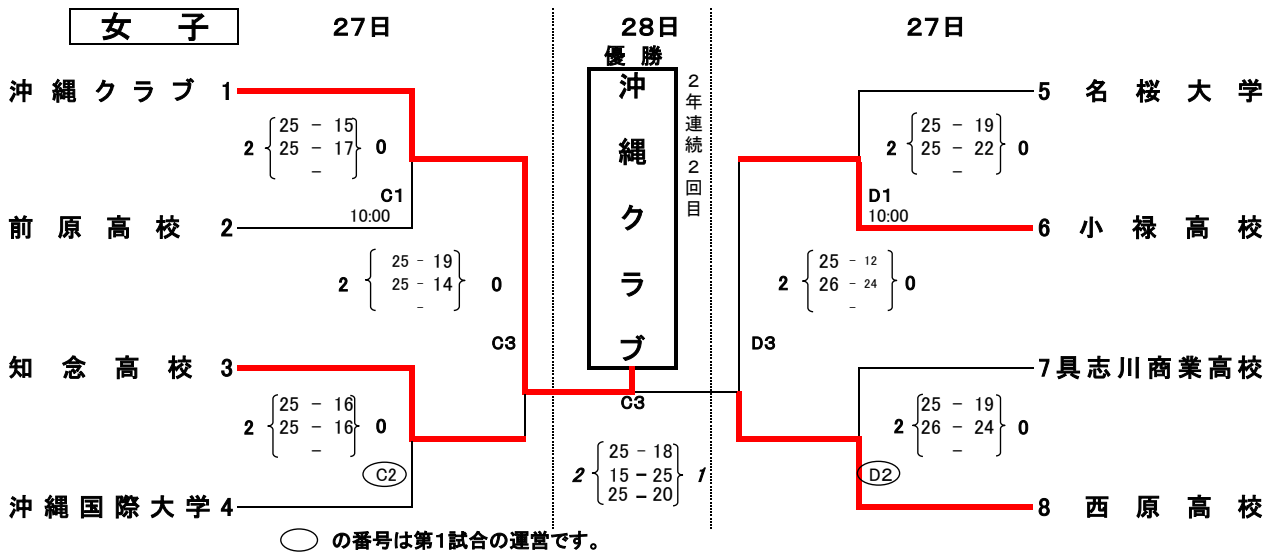 女 子
27日
28日
27日
優 勝
沖縄クラブ
2年連続2回目
沖縄クラブ 1
2 25 - 15 0
25 - 17
-
C1
10:00
前原高校 2
2 25 - 19 0
25 - 14
-
C3
知念高校 3
2 25 - 16 0
25 - 16
-
C2
沖縄国際大学 4
C3
2 25 - 18 1
15 - 25
25 - 20
5 名桜大学
2 25 - 19 0
25 - 22
-
D1
10:00
6 小禄高校
2 25 - 12 0
26 - 24
-
D3
7 具志川商業高校
2 25 - 19 0
26 - 24
-
D2
8 西原高校
の番号は第1試合の運営です。